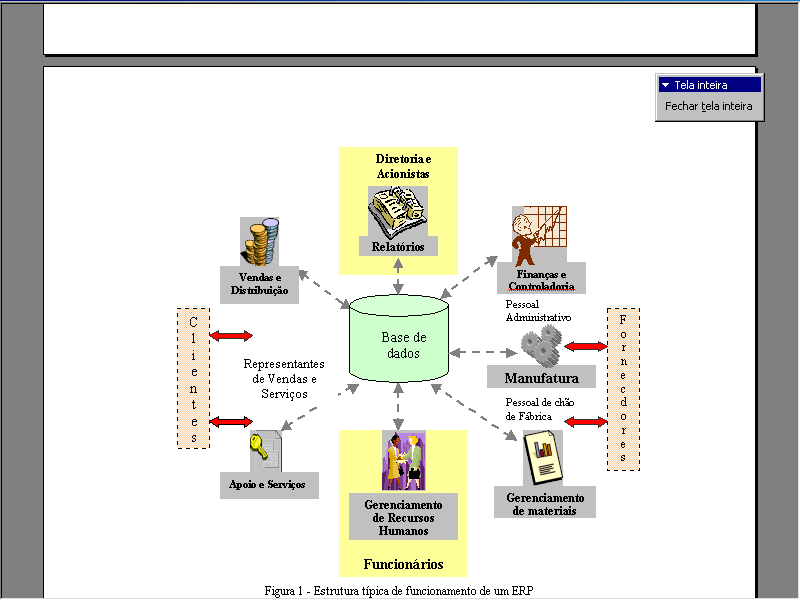 Tela inteira
Fechar tela inteira
Diretoria e
Acionistas
Relatórios
Vendas e
Distribuição
Finanças e
Controladoria
Pessoal
Administrativo
Clientes
Base de
dados
Fornecedores
Representantes
de Vendas e
Serviços
Manufatura
Pessoal de chão
de Fábrica
Apoio e Serviços
Gerenciamento
de Recursos
Humanos
Gerenciamento
de materiais
Funcionários
Figura 1 - Estrutura típica de funcionamento de um ERP